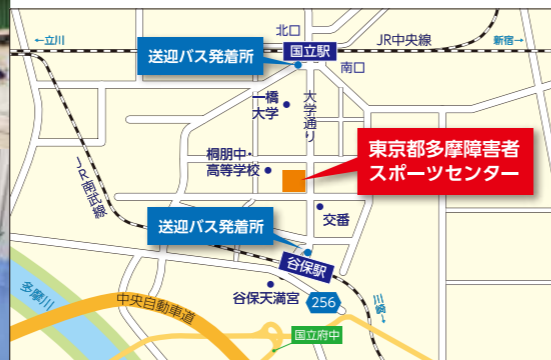 北口
←立川
国立駅
JR中央線
新宿→
送迎バス発着所
南口
一橋
大学
大学通り
東京都多摩障害者
スポーツセンター
桐朋中・
高等学校
JR南武線
交番
送迎バス発着所
谷保駅
谷保天満宮
256
川崎→
多摩川
中央自動車道
国立府中